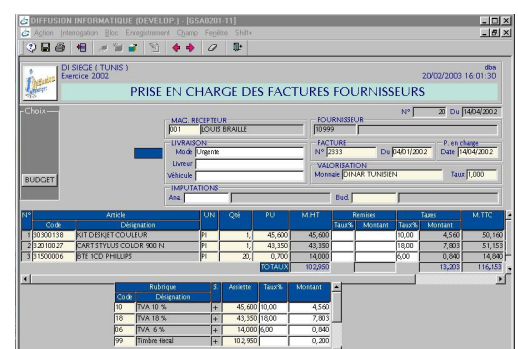 DIFFUSION INFORMATIQUE (DEVELOP.) - [GSA0201-11]
Action Interrogation Bloc Enregistrement Champ Fenêtre Shift+
DI SIEGE ( TUNIS ) dba
Exercice 2002 20/02/2003 16:01:30
PRISE EN CHARGE DES FACTURES FOURNISSEURS
Choix N° 20 Du 14/04/2002
MAG. RECEPTEUR FOURNISSEUR
001 LOUIS BRAILLE 10999
LIVRAISON FACTURE P. en charge
Mode Urgente N° 2333 Du 04/01/2002 Date 14/04/2002
Livreur VALORISATION
Véhicule Monnaie DINAR TUNISIEN Taux 1,000
BUDGET
IMPUTATIONS
Ana. Bud.
N° Article UN Qté PU M.HT Remises Taxes M.TTC
Code Désignation Taux% Montant Taux% Montant
1 30300138 KIT DESKJET COULEUR PI 1, 45,600 45,600 10,00 4,560 50,160
2 32010027 CART STYLUS COLOR 900 N PI 1, 43,350 43,350 18,00 7,803 51,153
3 31500006 BTE 1CD PHILLIPS PI 20, 0,700 14,000 6,00 0,840 14,840
TOTAUX 102,950 13,203 116,153
Rubrique S. Assiette Taux% Montant
Code Désignation
10 TVA 10 % + 45,600 10,00 4,560
18 TVA 18 % + 43,350 18,00 7,803
06 TVA 6 % + 14,000 6,00 0,840
99 Timbre fiscal + 102,950 0,200